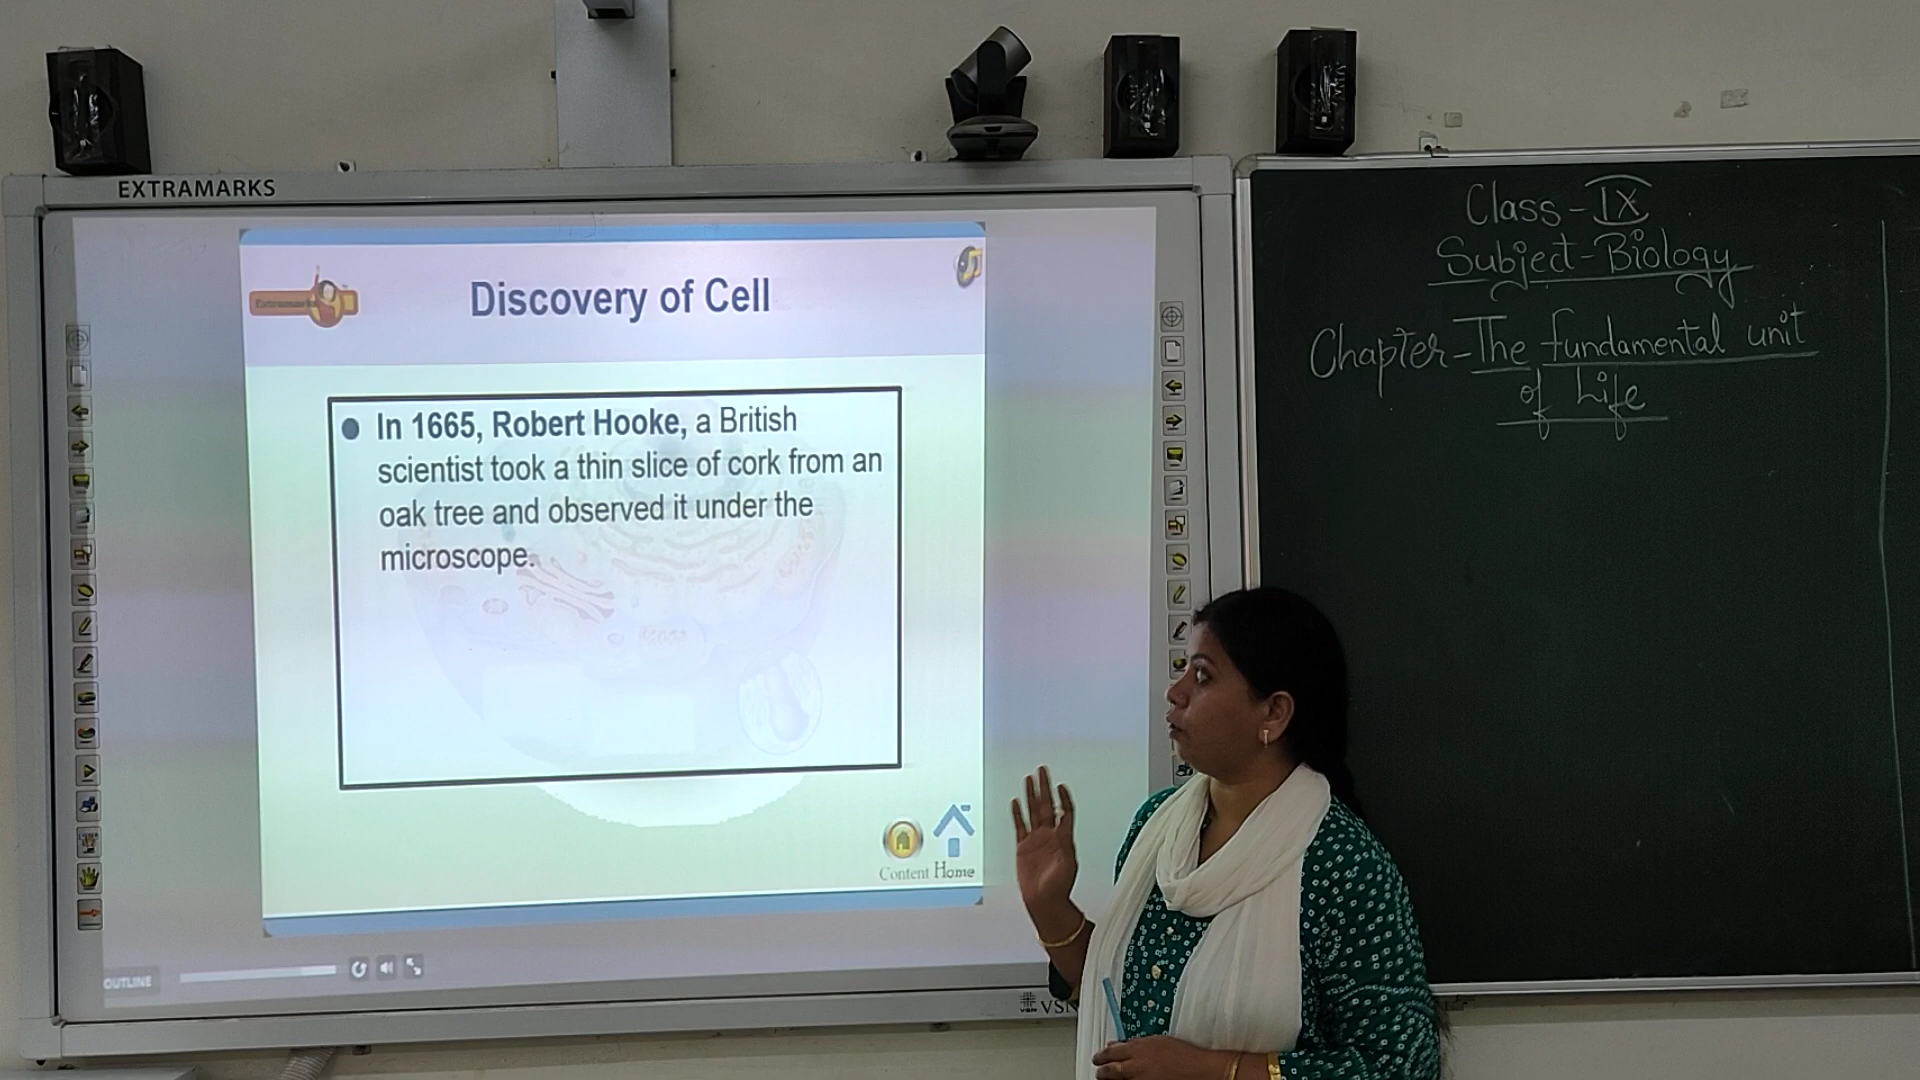 EXTRAMARKS
Extramarks
Discovery of Cell
In 1665, Robert Hooke, a British
scientist took a thin slice of cork from an
oak tree and observed it under the
microscope.
Content Home
OUTLINE
VSN
Class - IX
Subject - Biology
Chapter - The fundamental unit
of Life